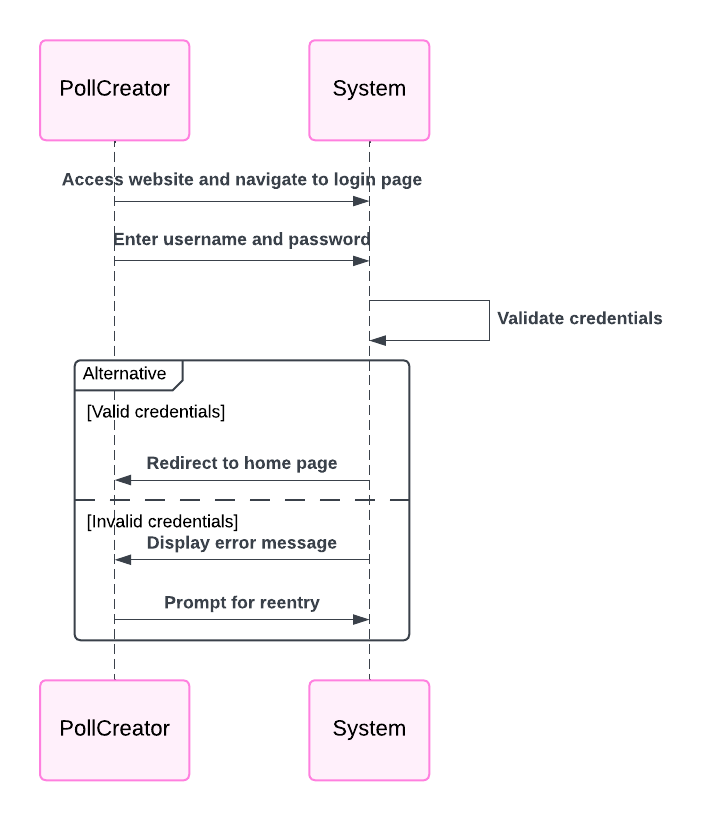 PollCreator
System
Access website and navigate to login page
Enter username and password
Validate credentials
Alternative
[Valid credentials]
Redirect to home page
[Invalid credentials]
Display error message
Prompt for reentry
PollCreator
System